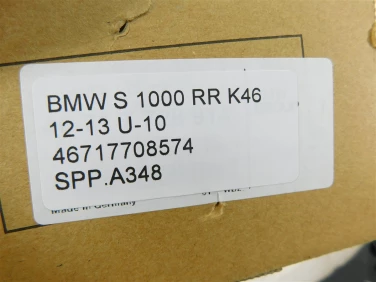 BMW S 1000 RR K46
12-13 U-10
46717708574
SPP.A348
Made in Germany